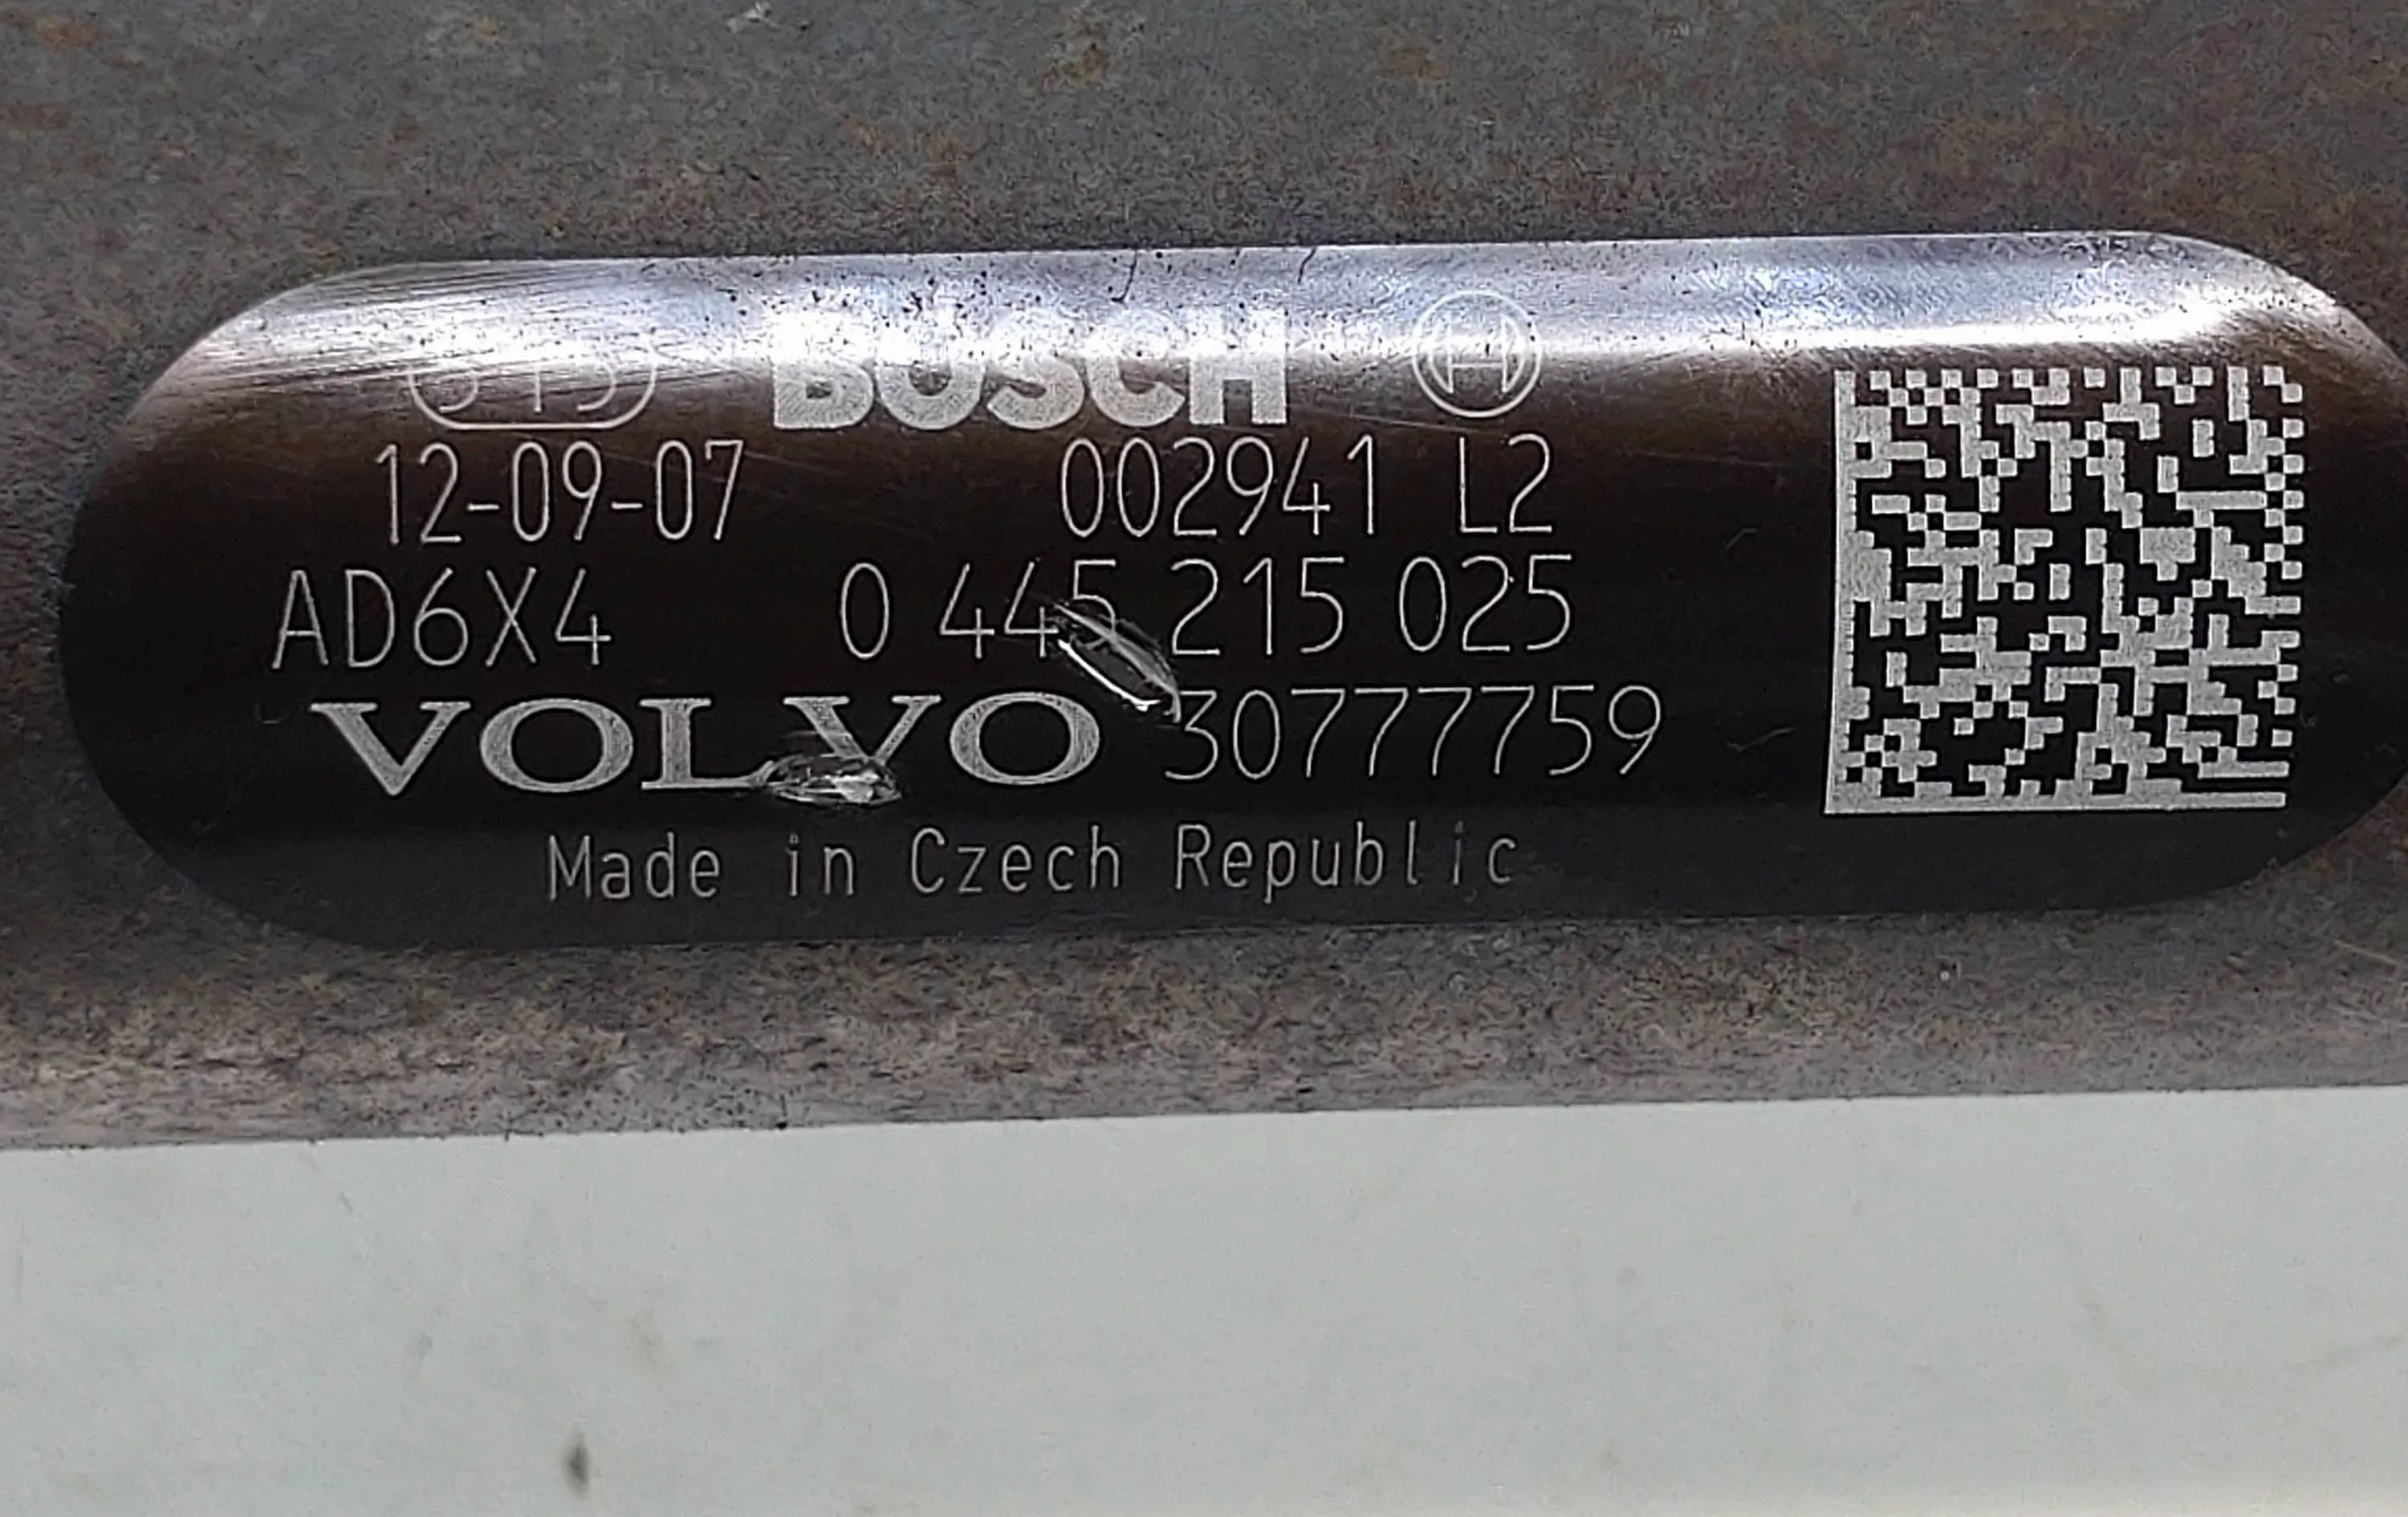 BOSCH
12-09-07 002941 L2
AD6X4 0 445 215 025
VOLVO 30777759
Made in Czech Republic